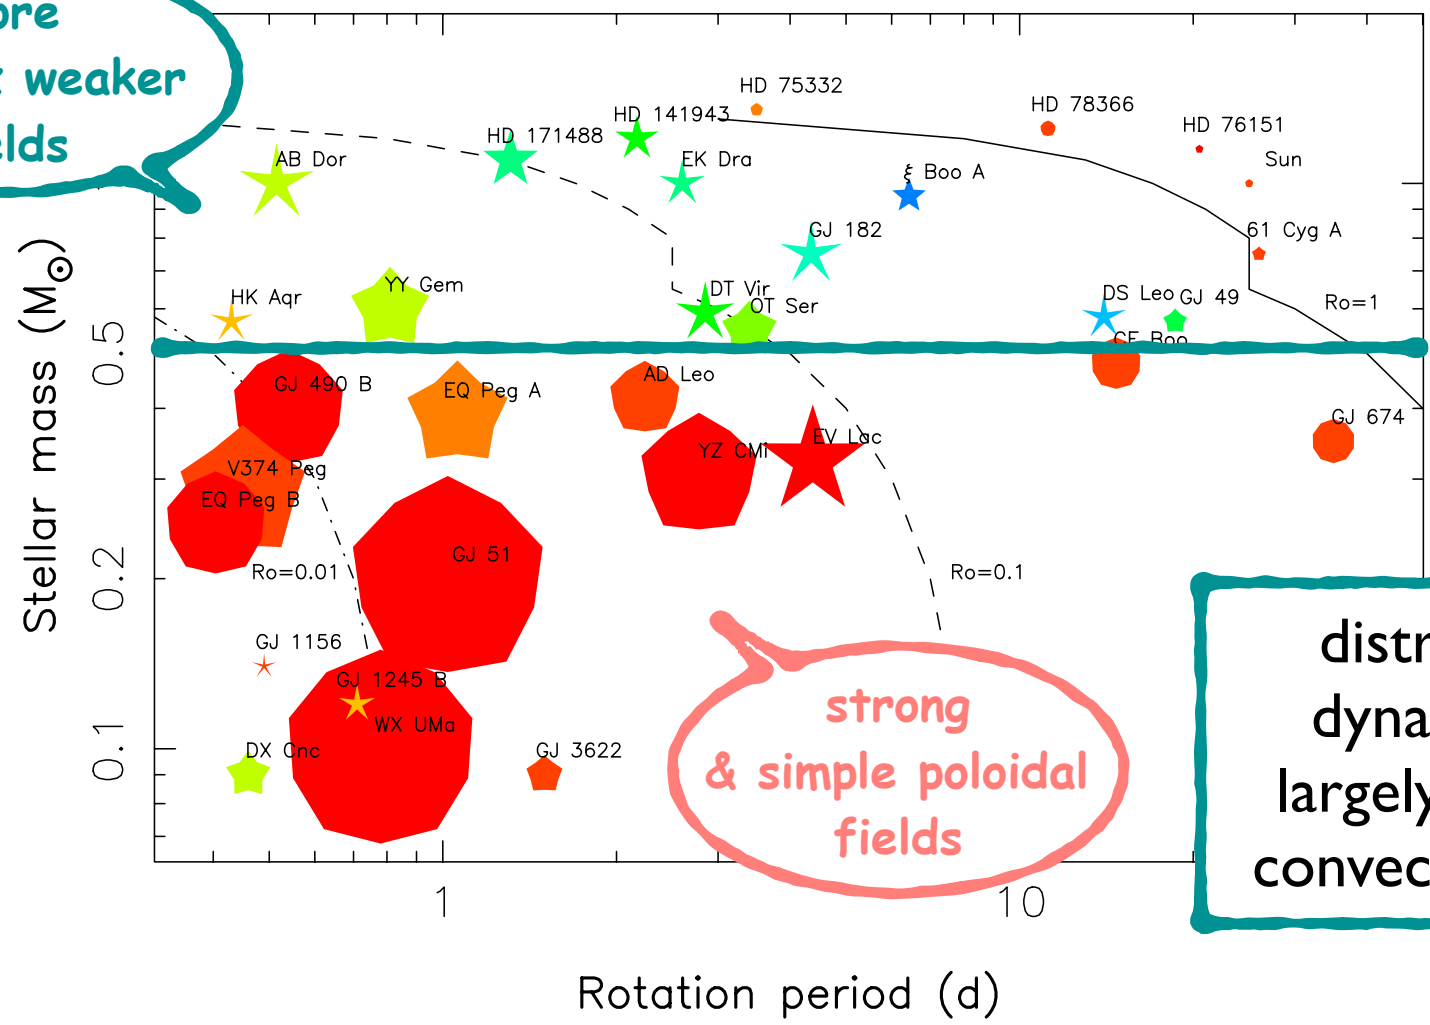 weaker
HD 75332
HD 141943
HD 78366
HD 171488
HD 76151
AB Dor
EK Dra
Sun
ξ Boo A
GJ 182
61 Cyg A
YY Gem
HK Aqr
DT Vir
OT Ser
DS Leo
GJ 49
Ro=1
CE Boo
GJ 490 B
EQ Peg A
AD Leo
GJ 674
V374 Peg
YZ CMi
EV Lac
EQ Peg B
GJ 51
Ro=0.01
Ro=0.1
GJ 1156
GJ 1245 B
WX UMa
DX Cnc
GJ 3622
strong
& simple poloidal
fields
distr
dyna
largely
convec
Stellar mass (M⊙)
0.5
0.2
0.1
1
10
Rotation period (d)